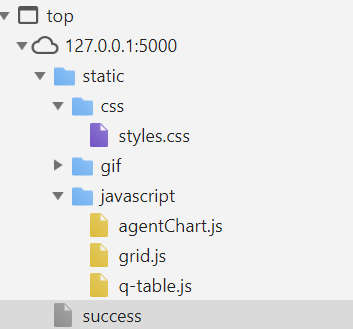 top
127.0.0.1:5000
static
css
styles.css
gif
javascript
agentChart.js
grid.js
q-table.js
success